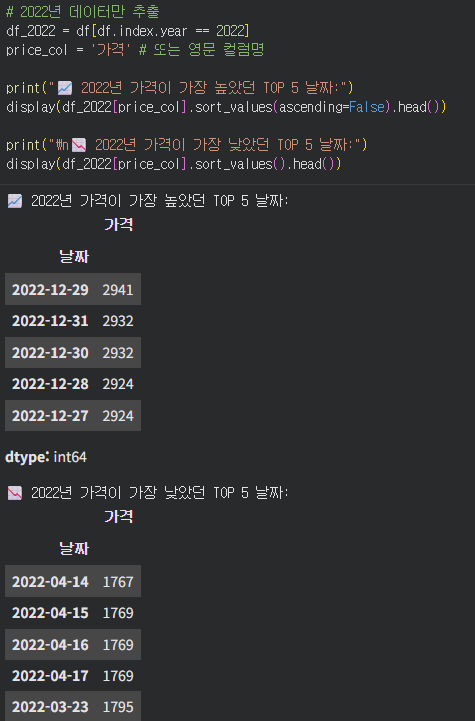 # 2022년 데이터만 추출
df_2022 = df[df.index.year == 2022]
price_col = '가격' # 또는 영문 컬럼명
print("📈 2022년 가격이 가장 높았던 TOP 5 날짜:")
display(df_2022[price_col].sort_values(ascending=False).head())
print("₩n📉 2022년 가격이 가장 낮았던 TOP 5 날짜:")
display(df_2022[price_col].sort_values().head())
📈 2022년 가격이 가장 높았던 TOP 5 날짜:
가격
날짜
2022-12-29 2941
2022-12-31 2932
2022-12-30 2932
2022-12-28 2924
2022-12-27 2924
dtype: int64
📉 2022년 가격이 가장 낮았던 TOP 5 날짜:
가격
날짜
2022-04-14 1767
2022-04-15 1769
2022-04-16 1769
2022-04-17 1769
2022-03-23 1795